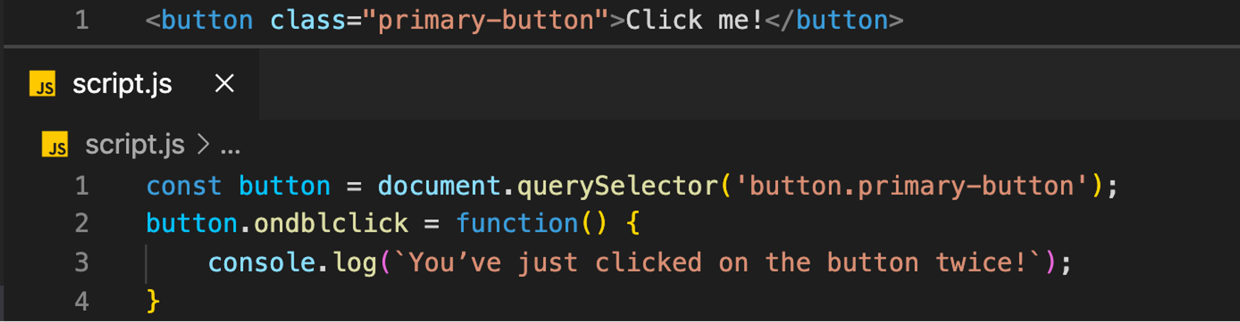 1 <button class="primary-button">Click me!</button>
JS script.js ×
JS script.js > ...
1 const button = document.querySelector('button.primary-button');
2 button.ondblclick = function() {
3 console.log(`You’ve just clicked on the button twice!`);
4 }